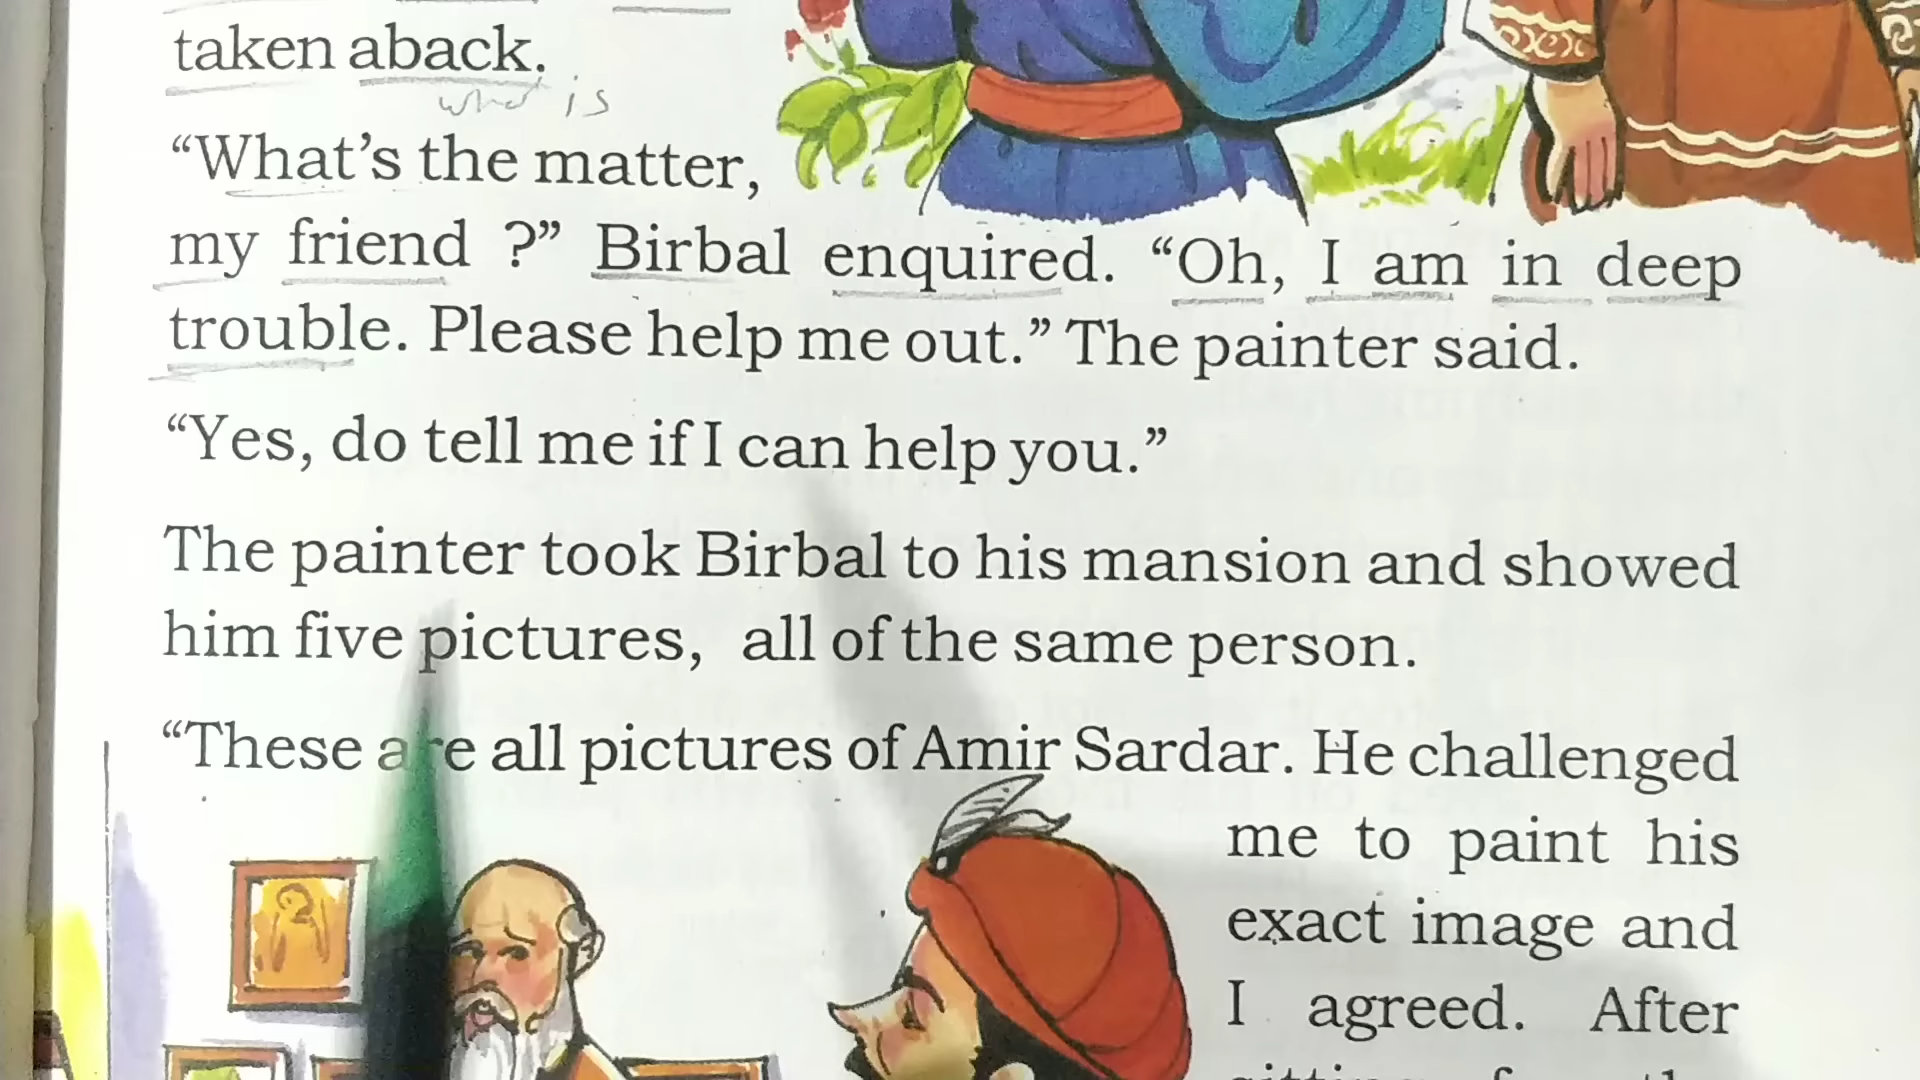 taken aback.
what is
“What’s the matter,
my friend ?” Birbal enquired. “Oh, I am in deep
trouble. Please help me out.” The painter said.
“Yes, do tell me if I can help you.”
The painter took Birbal to his mansion and showed
him five pictures, all of the same person.
“These are all pictures of Amir Sardar. He challenged
me to paint his
exact image and
I agreed. After